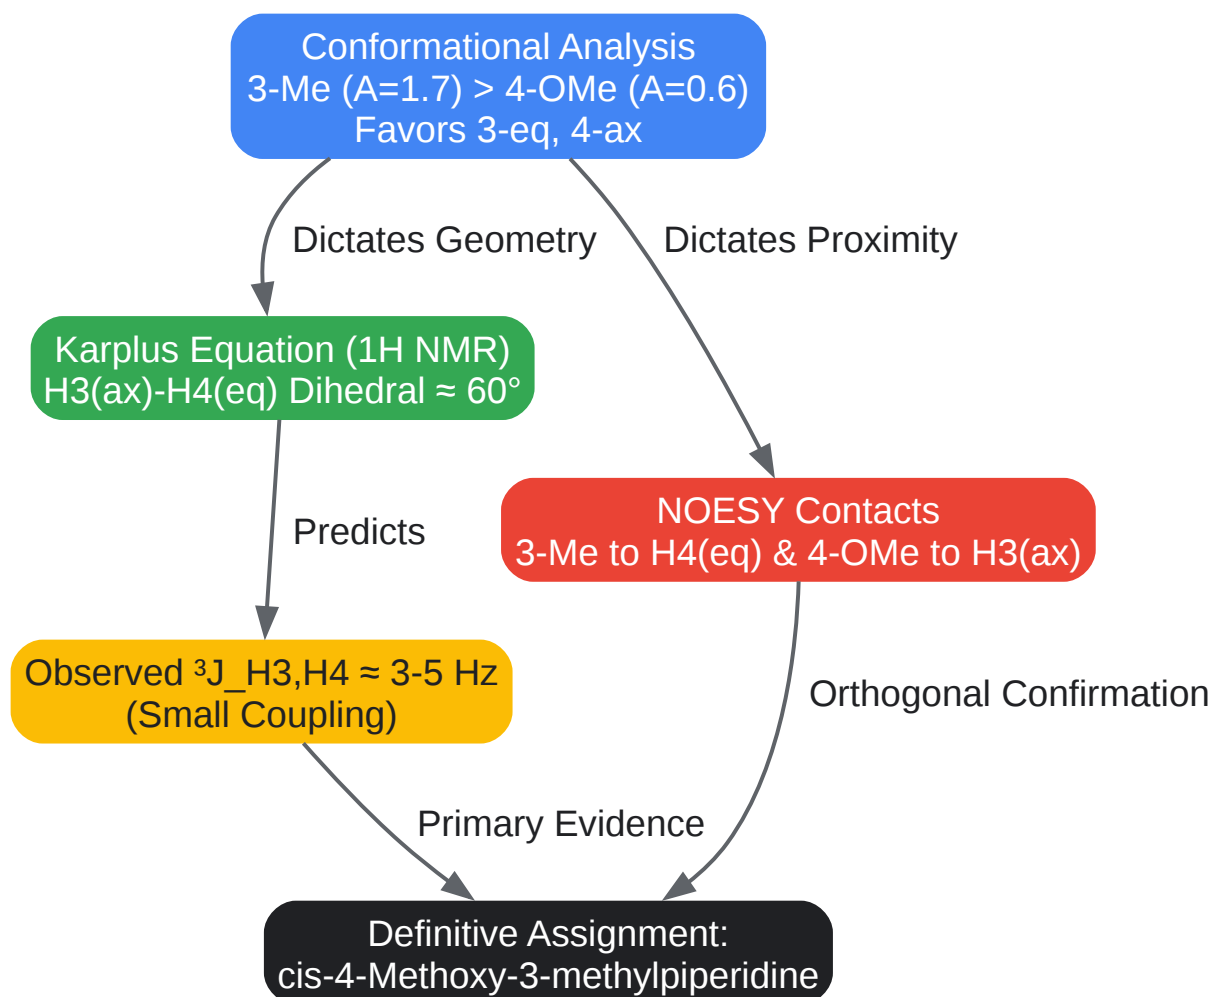 Conformational Analysis
3-Me (A=1.7) > 4-OMe (A=0.6)
Favors 3-eq, 4-ax
Dictates Geometry
Dictates Proximity
Karplus Equation (1H NMR)
H3(ax)-H4(eq) Dihedral ≈ 60°
NOESY Contacts
3-Me to H4(eq) & 4-OMe to H3(ax)
Predicts
Observed ³J_H3,H4 ≈ 3-5 Hz
(Small Coupling)
Orthogonal Confirmation
Primary Evidence
Definitive Assignment:
cis-4-Methoxy-3-methylpiperidine